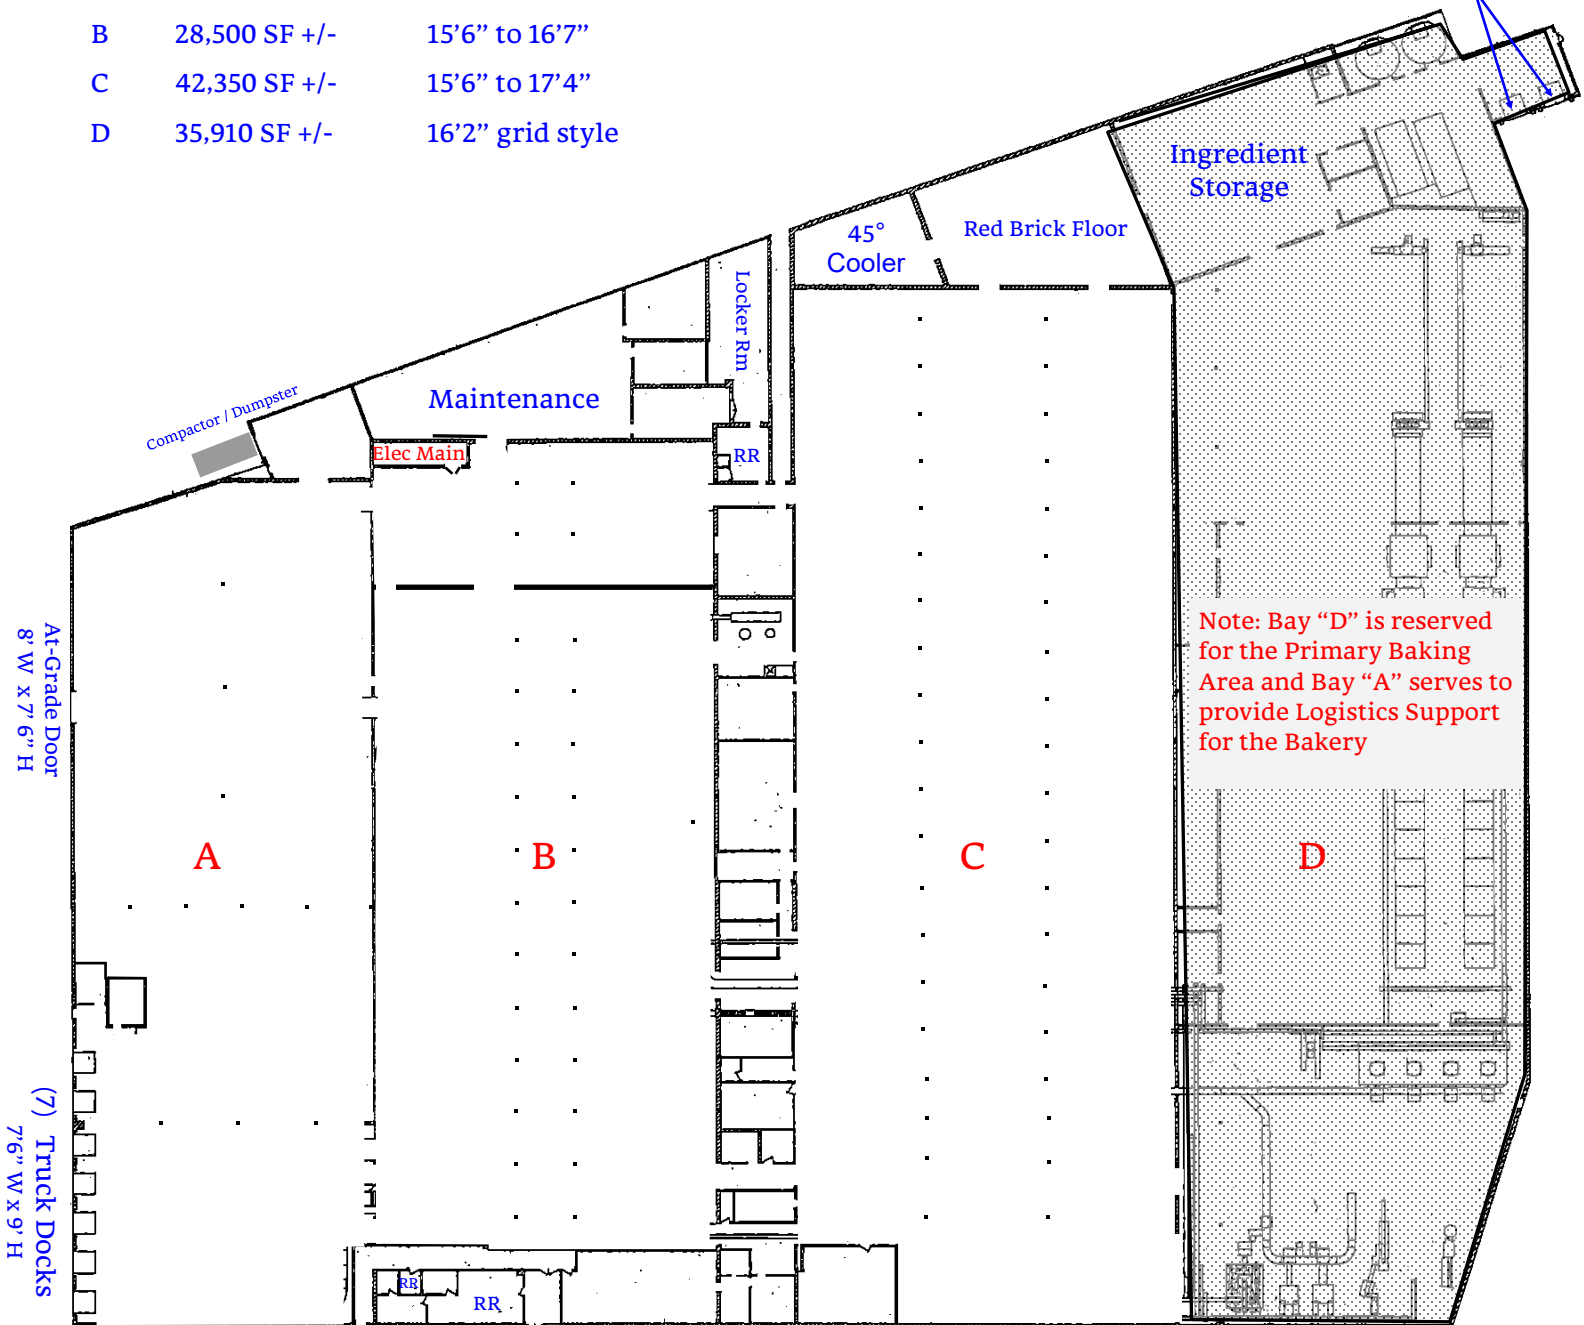 B 28,500 SF +/- 15’6” to 16’7”
C 42,350 SF +/- 15’6” to 17’4”
D 35,910 SF +/- 16’2” grid style
Ingredient
Storage
45°
Cooler
Red Brick Floor
Locker Rm
Maintenance
Compactor / Dumpster
Elec Main
RR
At-Grade Door
8’ W x 7’ 6” H
Note: Bay “D” is reserved
for the Primary Baking
Area and Bay “A” serves to
provide Logistics Support
for the Bakery
A
B
C
D
(7) Truck Docks
7’6” W x 9’ H
RR
RR